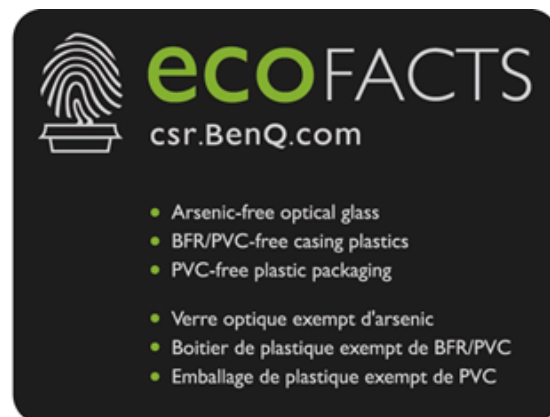 ecoFACTS
csr.BenQ.com
• Arsenic-free optical glass
• BFR/PVC-free casing plastics
• PVC-free plastic packaging
• Verre optique exempt d'arsenic
• Boitier de plastique exempt de BFR/PVC
• Emballage de plastique exempt de PVC